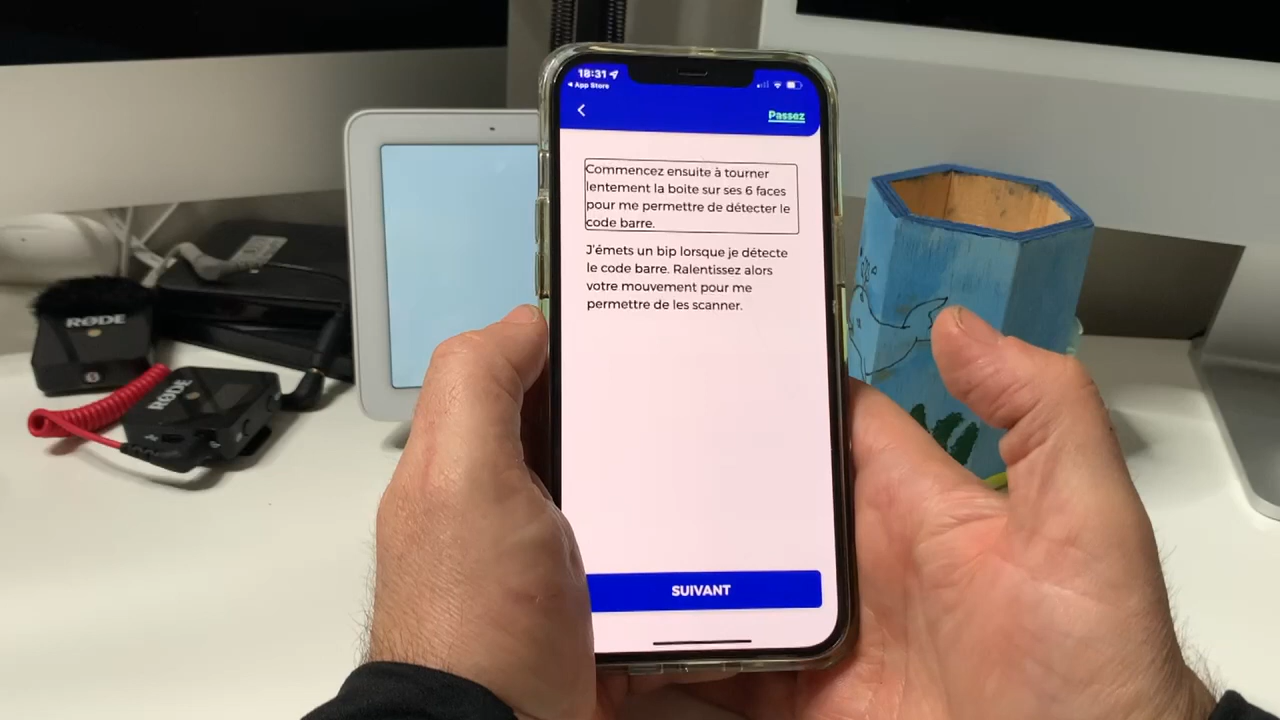 18:31
App Store
Passez
Commencez ensuite à tourner
lentement la boite sur ses 6 faces
pour me permettre de détecter le
code barre.
J'émets un bip lorsque je détecte
le code barre. Ralentissez alors
votre mouvement pour me
permettre de les scanner.
SUIVANT
RØDE
RØDE